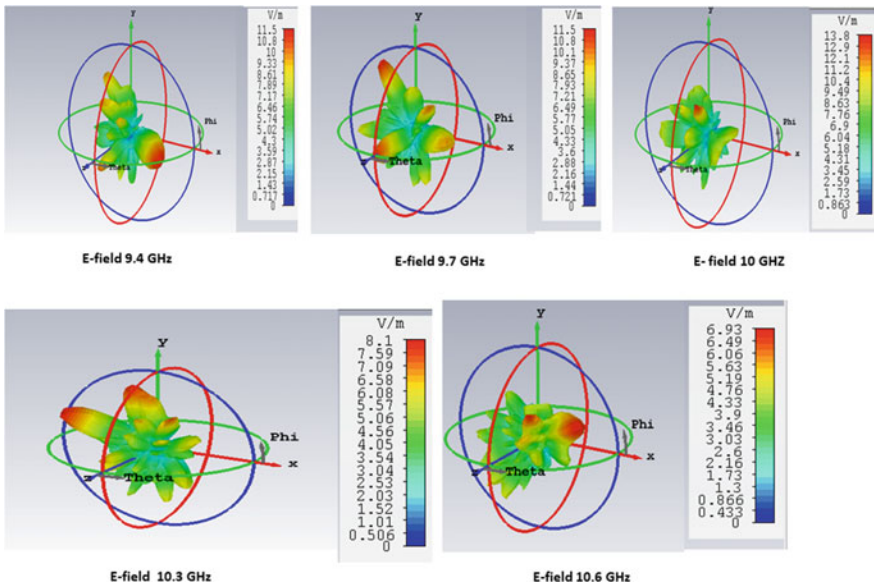 V/m
11.5
10.8
10
9.33
8.61
7.89
7.17
6.46
5.74
5.02
4.3
3.59
2.87
2.15
1.43
0.717
0
y
Phi
x
z
Theta
E-field 9.4 GHz
V/m
11.5
10.8
10.1
9.37
8.65
7.93
7.21
6.49
5.77
5.05
4.33
3.6
2.88
2.16
1.44
0.721
0
y
Phi
x
z
Theta
E-field 9.7 GHz
V/m
13.8
12.9
12.1
11.2
10.4
9.49
8.63
7.76
6.9
6.04
5.18
4.31
3.45
2.59
1.73
0.863
0
y
Phi
x
z
Theta
E- field 10 GHZ
V/m
8.1
7.59
7.09
6.58
6.08
5.57
5.06
4.56
4.05
3.54
3.04
2.53
2.03
1.52
1.01
0.506
0
y
Phi
x
z
Theta
E-field 10.3 GHz
V/m
6.93
6.49
6.06
5.63
5.19
4.76
4.33
3.9
3.46
3.03
2.6
2.16
1.73
1.3
0.866
0.433
0
y
Phi
x
z
Theta
E-field 10.6 GHz